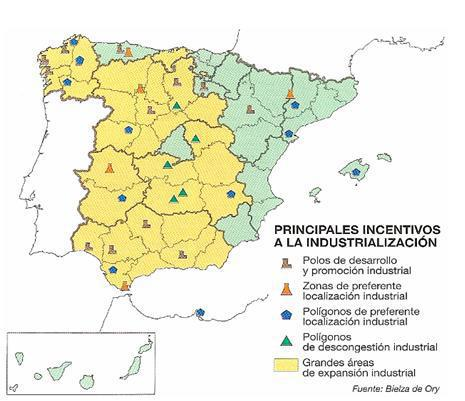 PRINCIPALES INCENTIVOS
A LA INDUSTRIALIZACIÓN
Polos de desarrollo
y promoción industrial
Zonas de preferente
localización industrial
Polígonos de preferente
localización industrial
Polígonos
de descongestión industrial
Grandes áreas
de expansión industrial
Fuente: Bielza de Ory